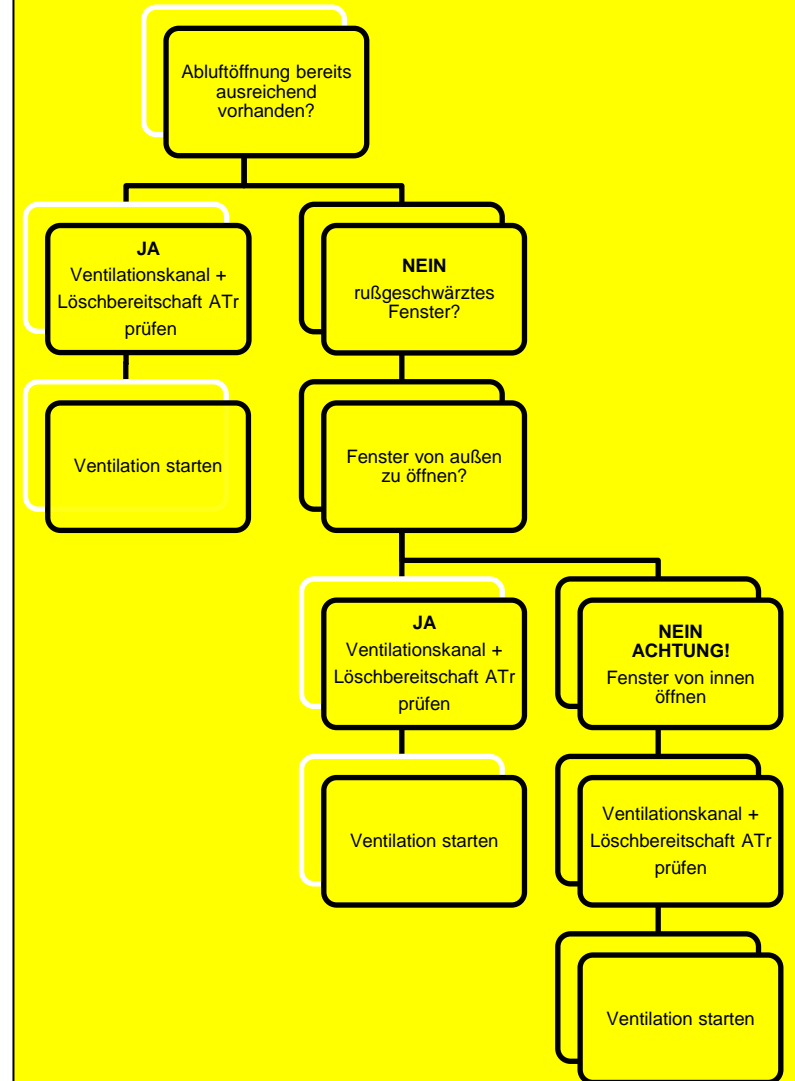 Abluftöffnung bereits
ausreichend
vorhanden?
JA
Ventilationskanal +
Löschbereitschaft ATr
prüfen
NEIN
rußgeschwärztes
Fenster?
Ventilation starten
Fenster von außen
zu öffnen?
JA
Ventilationskanal +
Löschbereitschaft ATr
prüfen
NEIN
ACHTUNG!
Fenster von innen
öffnen
Ventilation starten
Ventilationskanal +
Löschbereitschaft ATr
prüfen
Ventilation starten